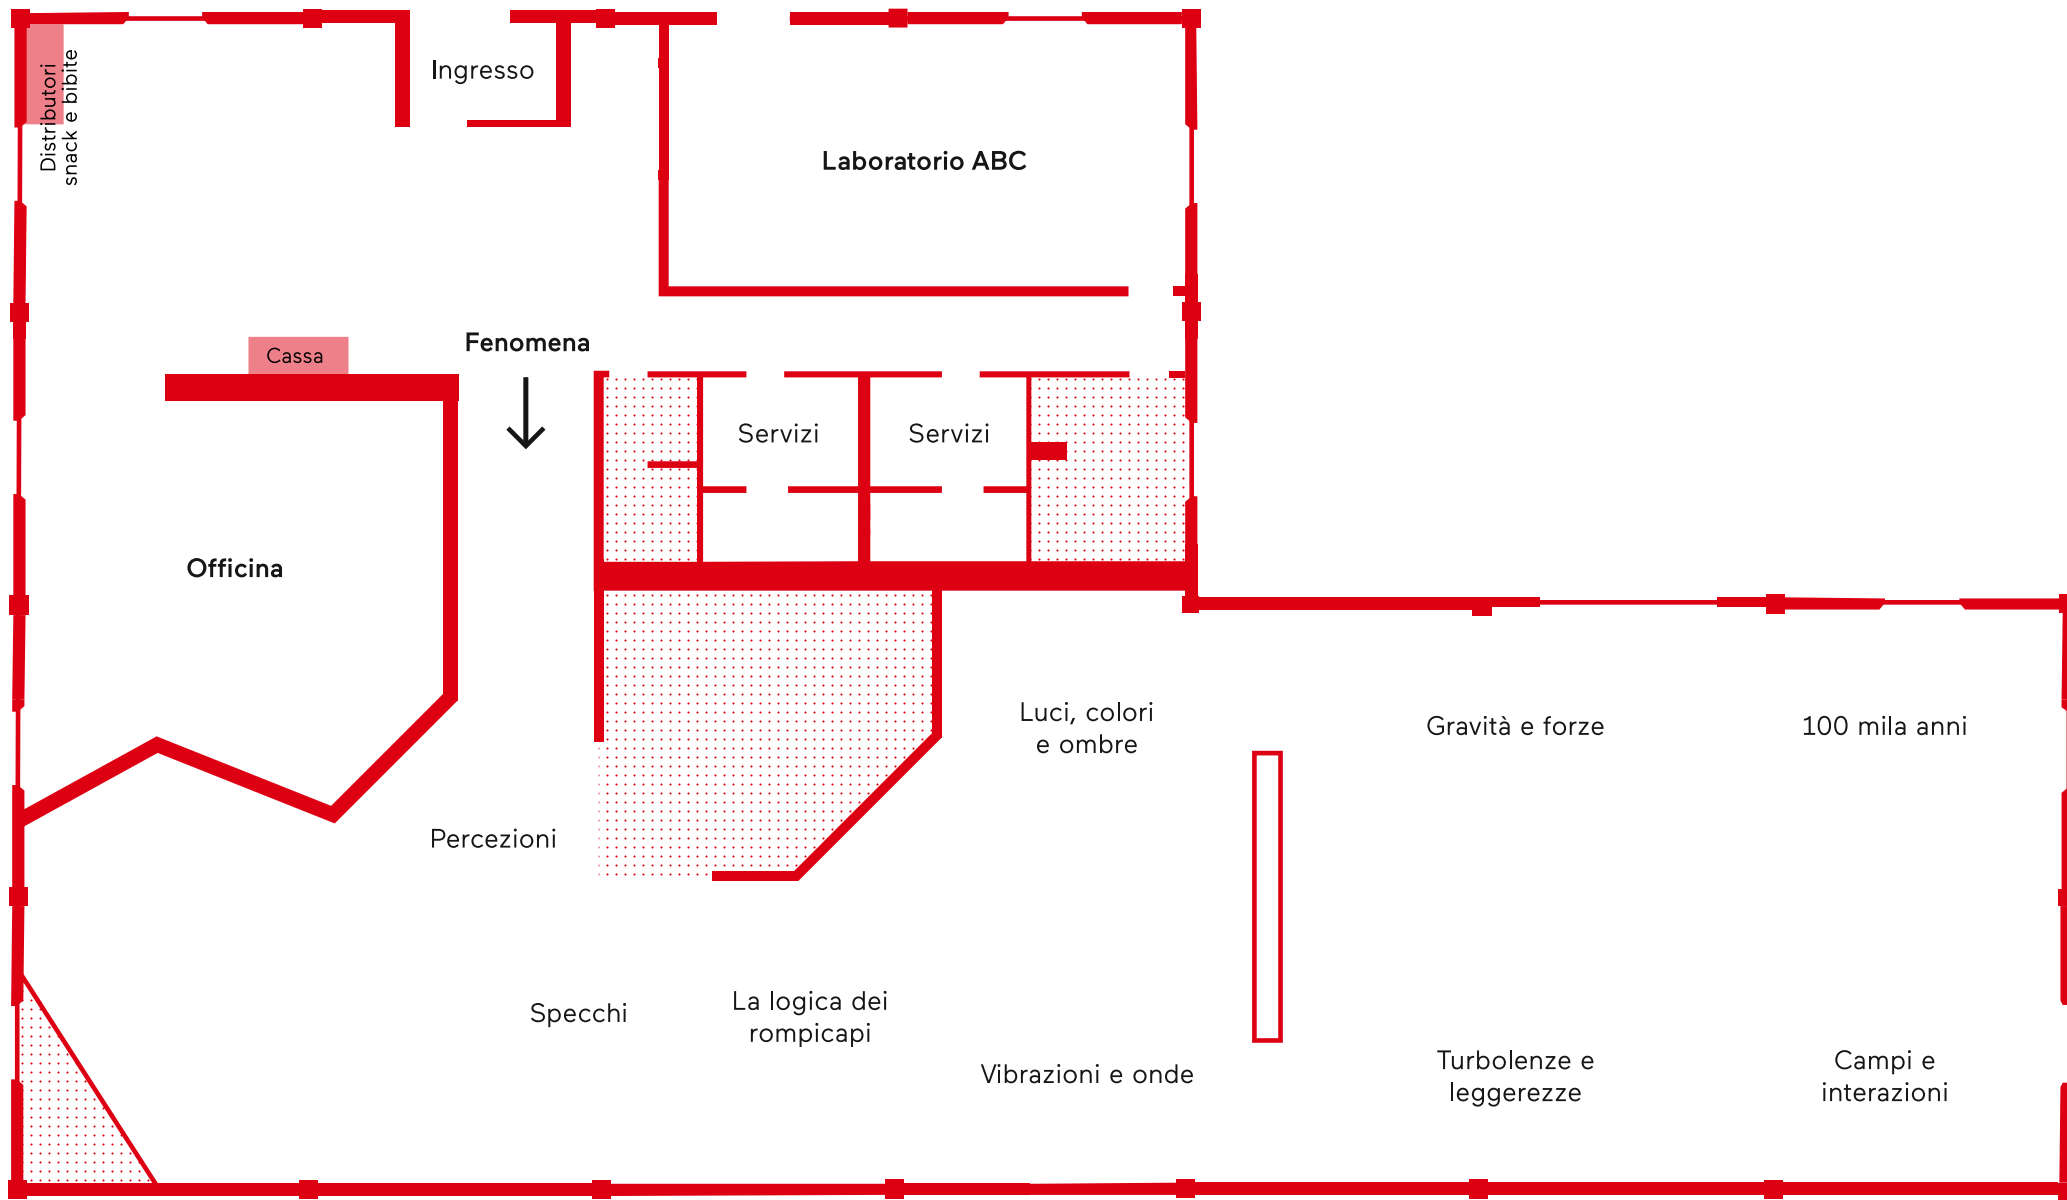 Distributori
snack e bibite
Ingresso
Laboratorio ABC
Fenomena
Cassa
Servizi
Servizi
Officina
Luci, colori
e ombre
Gravità e forze
100 mila anni
Percezioni
Specchi
La logica dei
rompicapi
Vibrazioni e onde
Turbolenze e
leggerezze
Campi e
interazioni